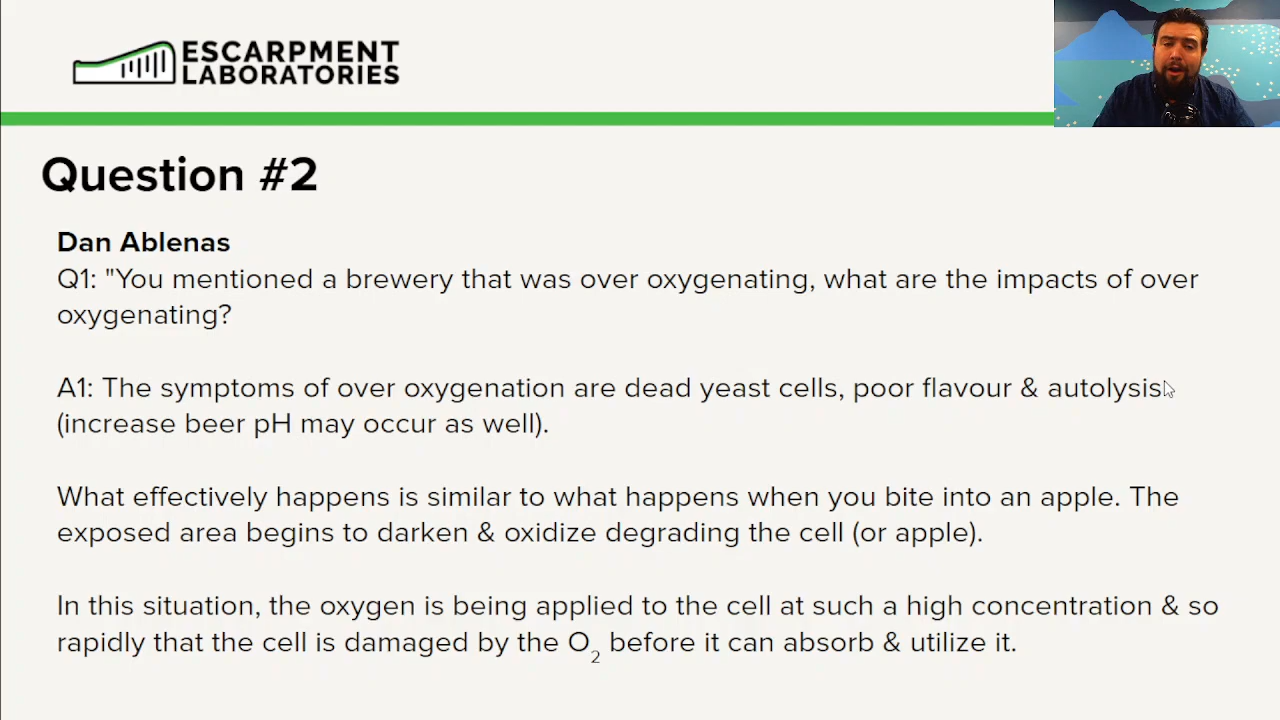 ESCARPMENT
LABORATORIES
Question #2
Dan Ablenas
Q1: "You mentioned a brewery that was over oxygenating, what are the impacts of over
oxygenating?
A1: The symptoms of over oxygenation are dead yeast cells, poor flavour & autolysis
(increase beer pH may occur as well).
What effectively happens is similar to what happens when you bite into an apple. The
exposed area begins to darken & oxidize degrading the cell (or apple).
In this situation, the oxygen is being applied to the cell at such a high concentration & so
rapidly that the cell is damaged by the O₂ before it can absorb & utilize it.